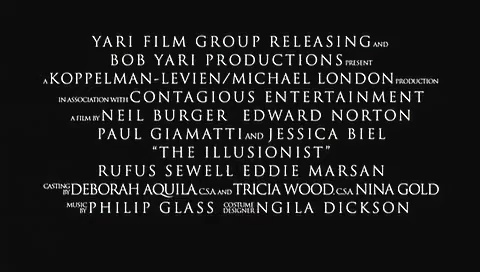 YARI FILM GROUP RELEASING AND
BOB YARI PRODUCTIONS PRESENT
A KOPPELMAN-LEVIEN/MICHAEL LONDON PRODUCTION
IN ASSOCIATION WITH CONTAGIOUS ENTERTAINMENT
A FILM BY NEIL BURGER EDWARD NORTON
PAUL GIAMATTI AND JESSICA BIEL
“THE ILLUSIONIST”
RUFUS SEWELL EDDIE MARSAN
CASTING BY DEBORAH AQUILA C.S.A. AND TRICIA WOOD, C.S.A. NINA GOLD
MUSIC BY PHILIP GLASS COSTUME DESIGNER NGILA DICKSON